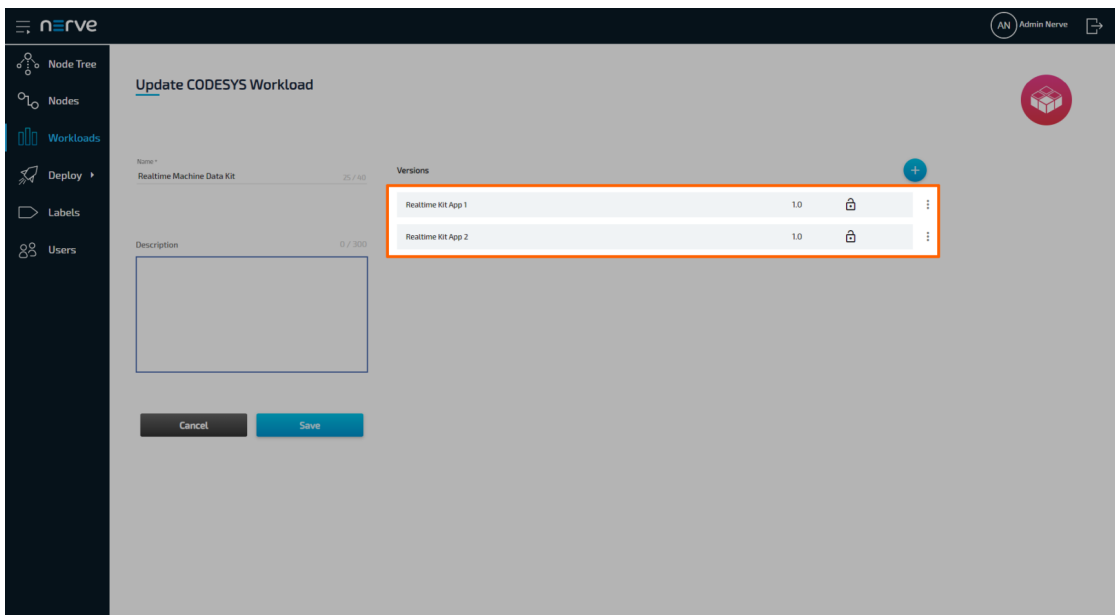 nerve
AN Admin Nerve
Node Tree
Nodes
Workloads
Deploy
Labels
Users
Update CODESYS Workload
Name *
Realtime Machine Data Kit 25 / 40
Description 0 / 300
Cancel Save
Versions
Realtime Kit App 1 1.0
Realtime Kit App 2 1.0